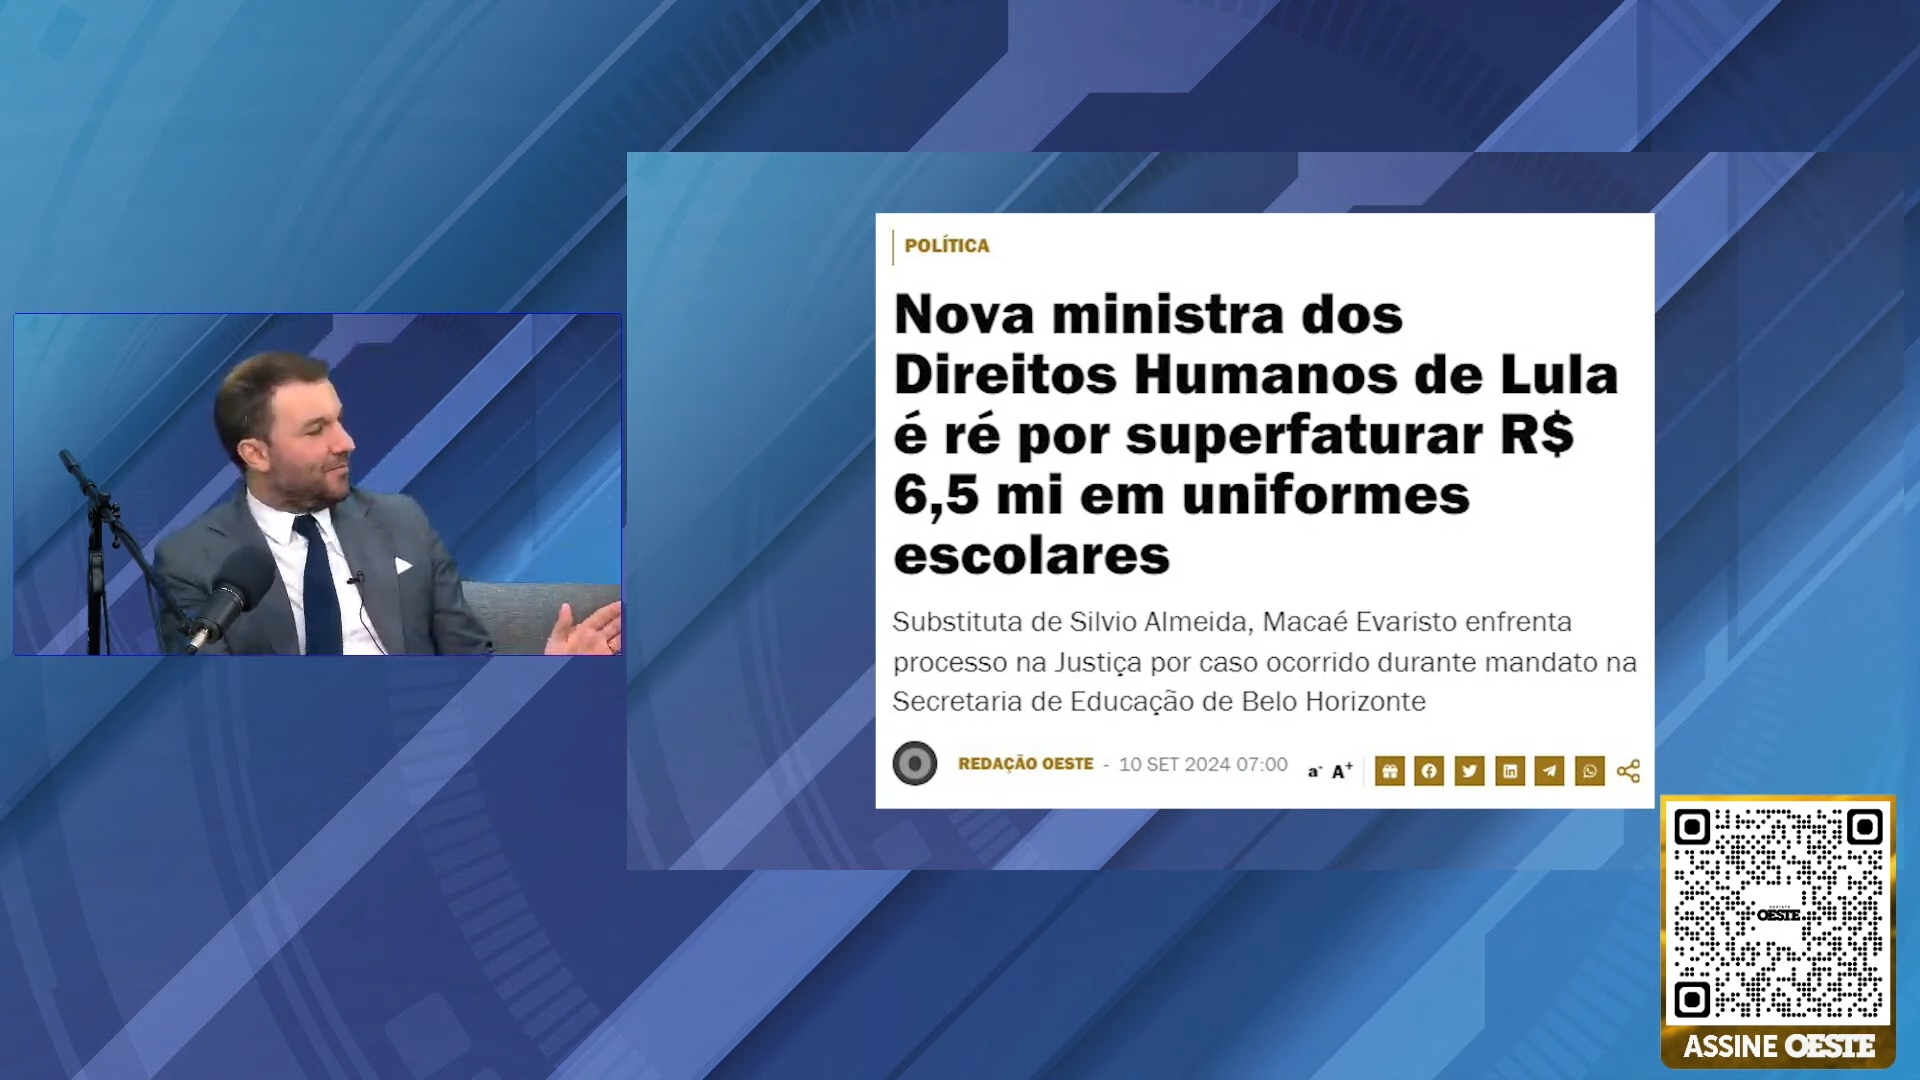 POLÍTICA
Nova ministra dos
Direitos Humanos de Lula
é ré por superfaturar R$
6,5 mi em uniformes
escolares
Substituta de Silvio Almeida, Macaé Evaristo enfrenta
processo na Justiça por caso ocorrido durante mandato na
Secretaria de Educação de Belo Horizonte
REDAÇÃO OESTE - 10 SET 2024 07:00 a- A+
OESTE
ASSINE OESTE